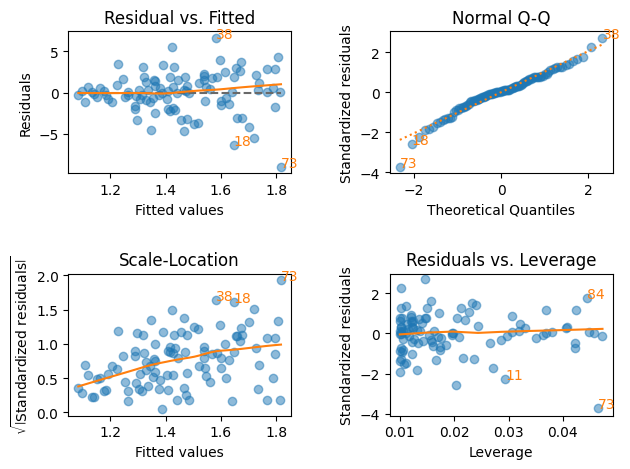 Residual vs. Fitted
Residuals
5
0
−5
1.2 1.4 1.6 1.8
Fitted values
38
18
73
Normal Q-Q
Standardized residuals
2
0
−2
−4
−2 0 2
Theoretical Quantiles
38
18
73
Scale-Location
√|Standardized residuals|
2.0
1.5
1.0
0.5
0.0
1.2 1.4 1.6 1.8
Fitted values
73
38
18
Residuals vs. Leverage
Standardized residuals
2
0
−2
−4
0.01 0.02 0.03 0.04
Leverage
84
11
73